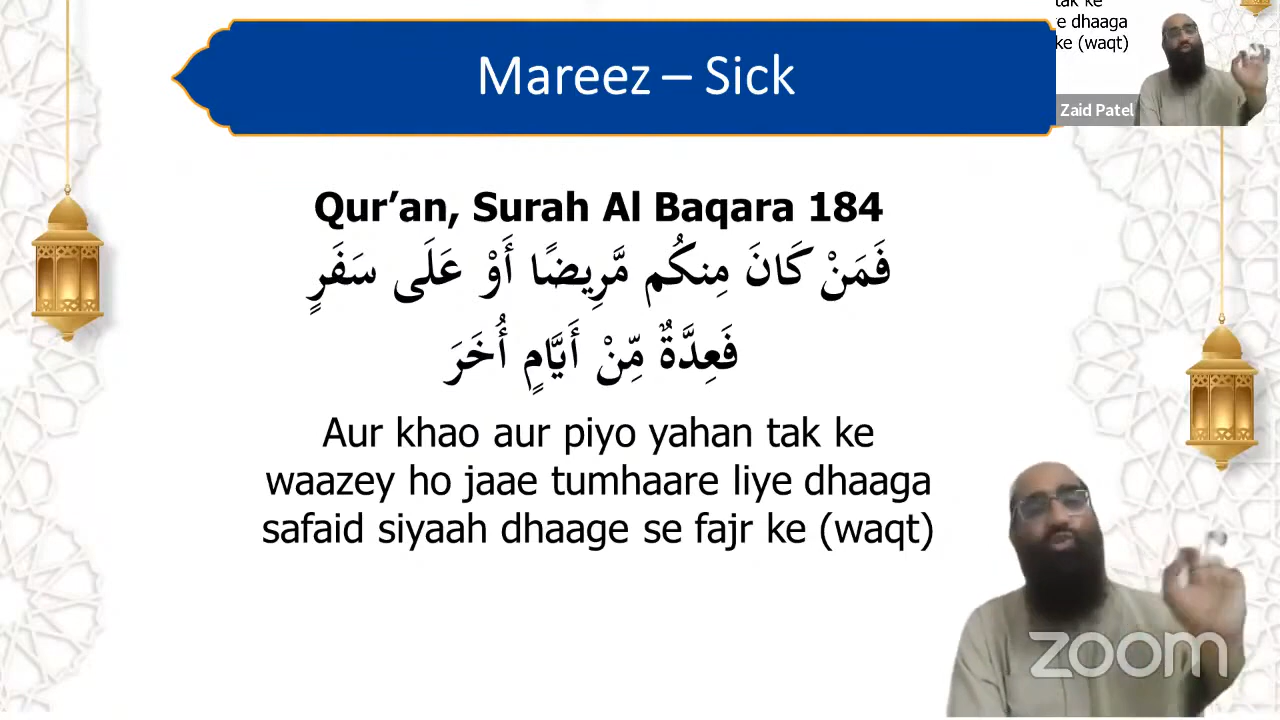 Mareez – Sick
tak ke
e dhaaga
ke (waqt)
Zaid Patel
Qur’an, Surah Al Baqara 184
فَمَنْ كَانَ مِنكُم مَّرِيضًا أَوْ عَلَى سَفَرٍ
فَعِدَّةٌ مِّنْ أَيَّامٍ أُخَرَ
Aur khao aur piyo yahan tak ke
waazey ho jaae tumhaare liye dhaaga
safaid siyaah dhaage se fajr ke (waqt)
zoom